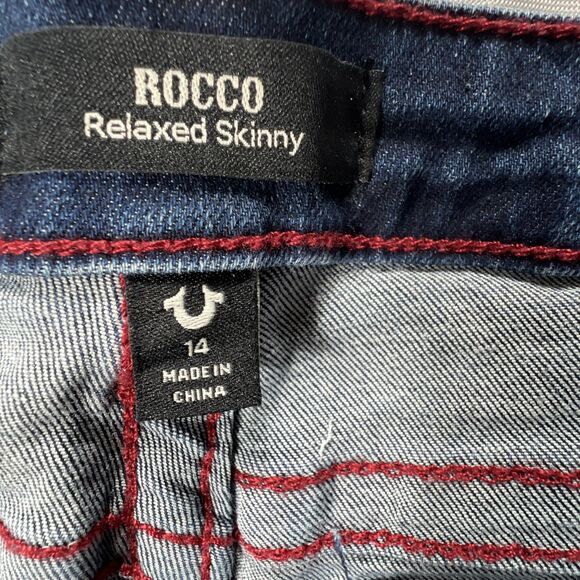 ROCCO
Relaxed Skinny
14
MADE IN
CHINA